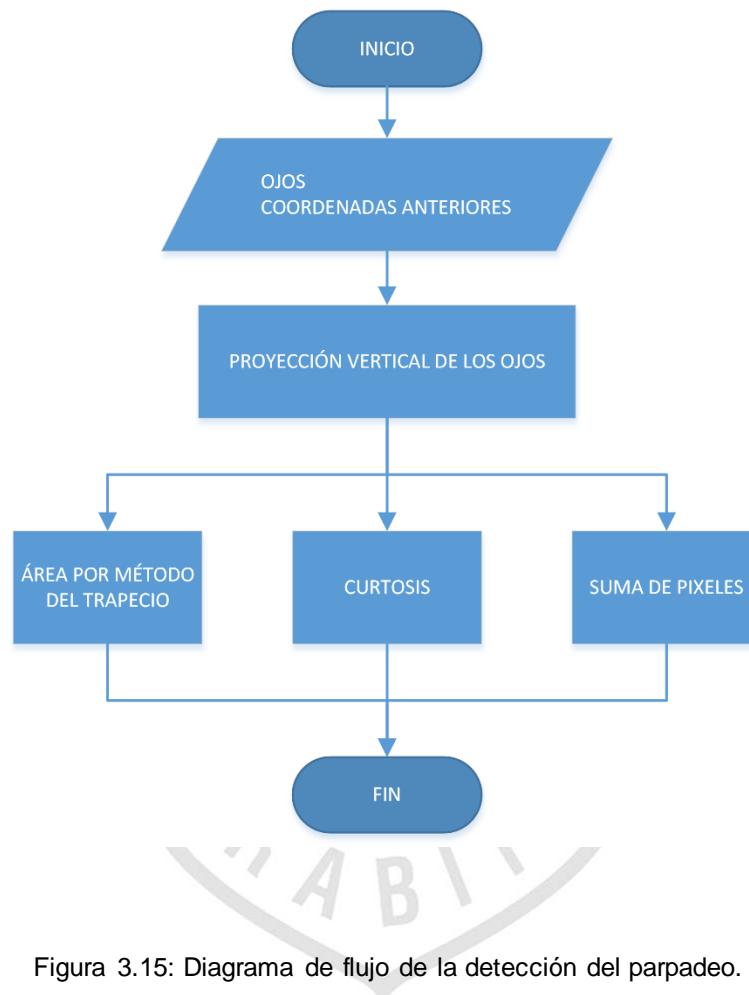 INICIO
OJOS
COORDENADAS ANTERIORES
PROYECCIÓN VERTICAL DE LOS OJOS
ÁREA POR MÉTODO
DEL TRAPECIO
CURTOSIS
SUMA DE PIXELES
FIN
RABIT
Figura 3.15: Diagrama de flujo de la detección del parpadeo.